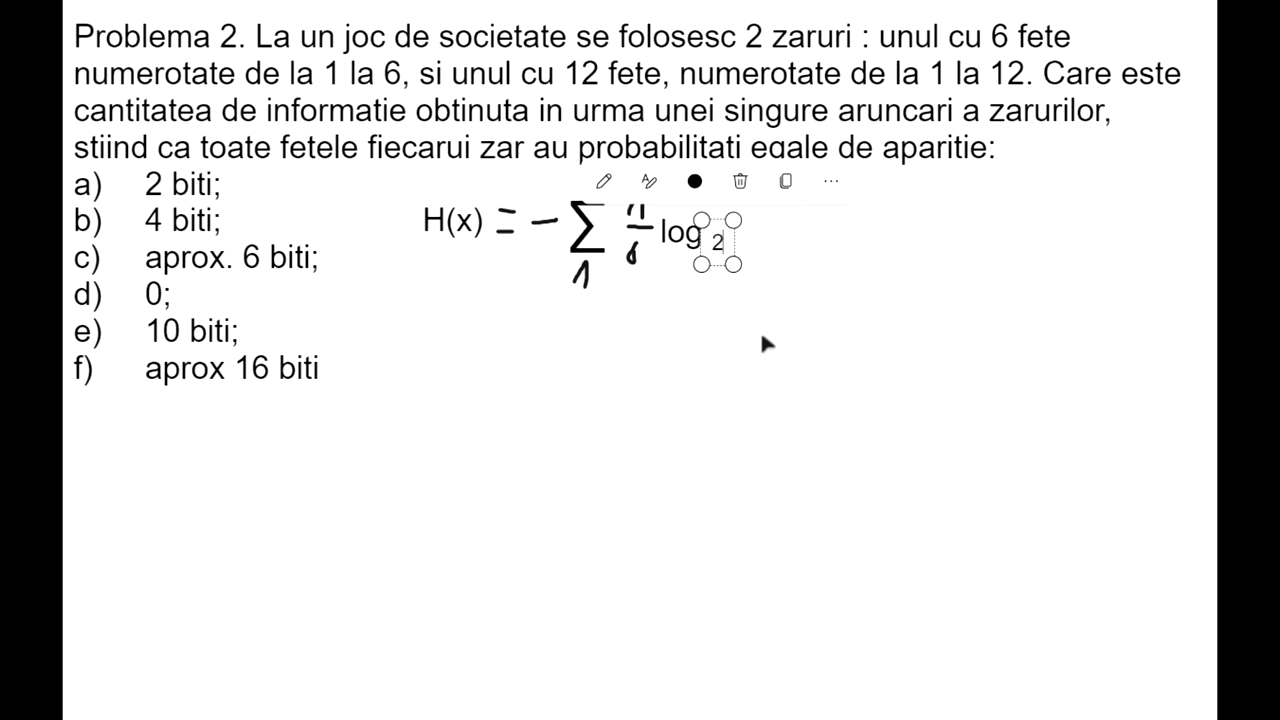 Problema 2. La un joc de societate se folosesc 2 zaruri : unul cu 6 fete
numerotate de la 1 la 6, si unul cu 12 fete, numerotate de la 1 la 12. Care este
cantitatea de informatie obtinuta in urma unei singure aruncari a zarurilor,
stiind ca toate fetele fiecarui zar au probabilitati egale de aparitie:
a) 2 biti;
b) 4 biti;
c) aprox. 6 biti;
d) 0;
e) 10 biti;
f) aprox 16 biti
H(x) = - ∑ 1 1/6 log 2